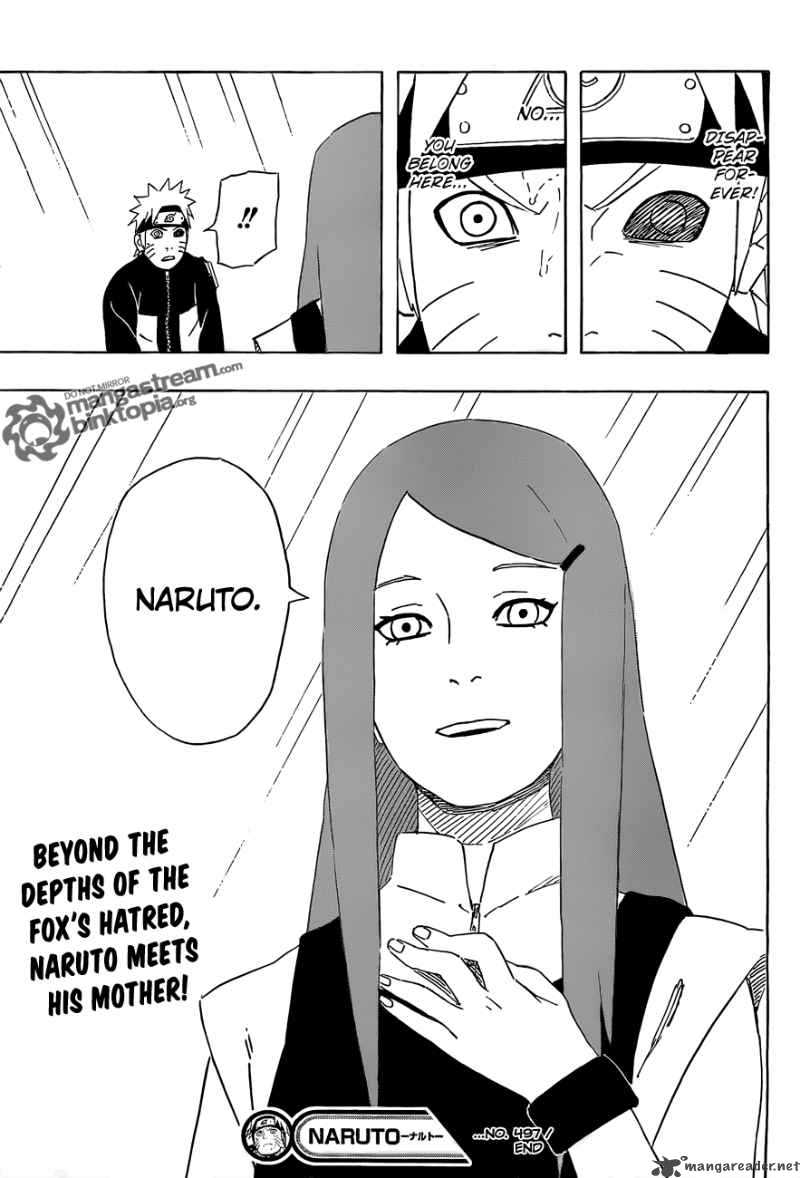 DISAP-
PEAR
FOR-
EVER!
NO...
YOU
BELONG
HERE...
!!
DO NOT MIRROR
mangastream.com
binktopia.org
NARUTO.
BEYOND THE
DEPTHS OF THE
FOX'S HATRED,
NARUTO MEETS
HIS MOTHER!
NARUTO—ナルト—
...NO. 497 /
END
mangareader.net